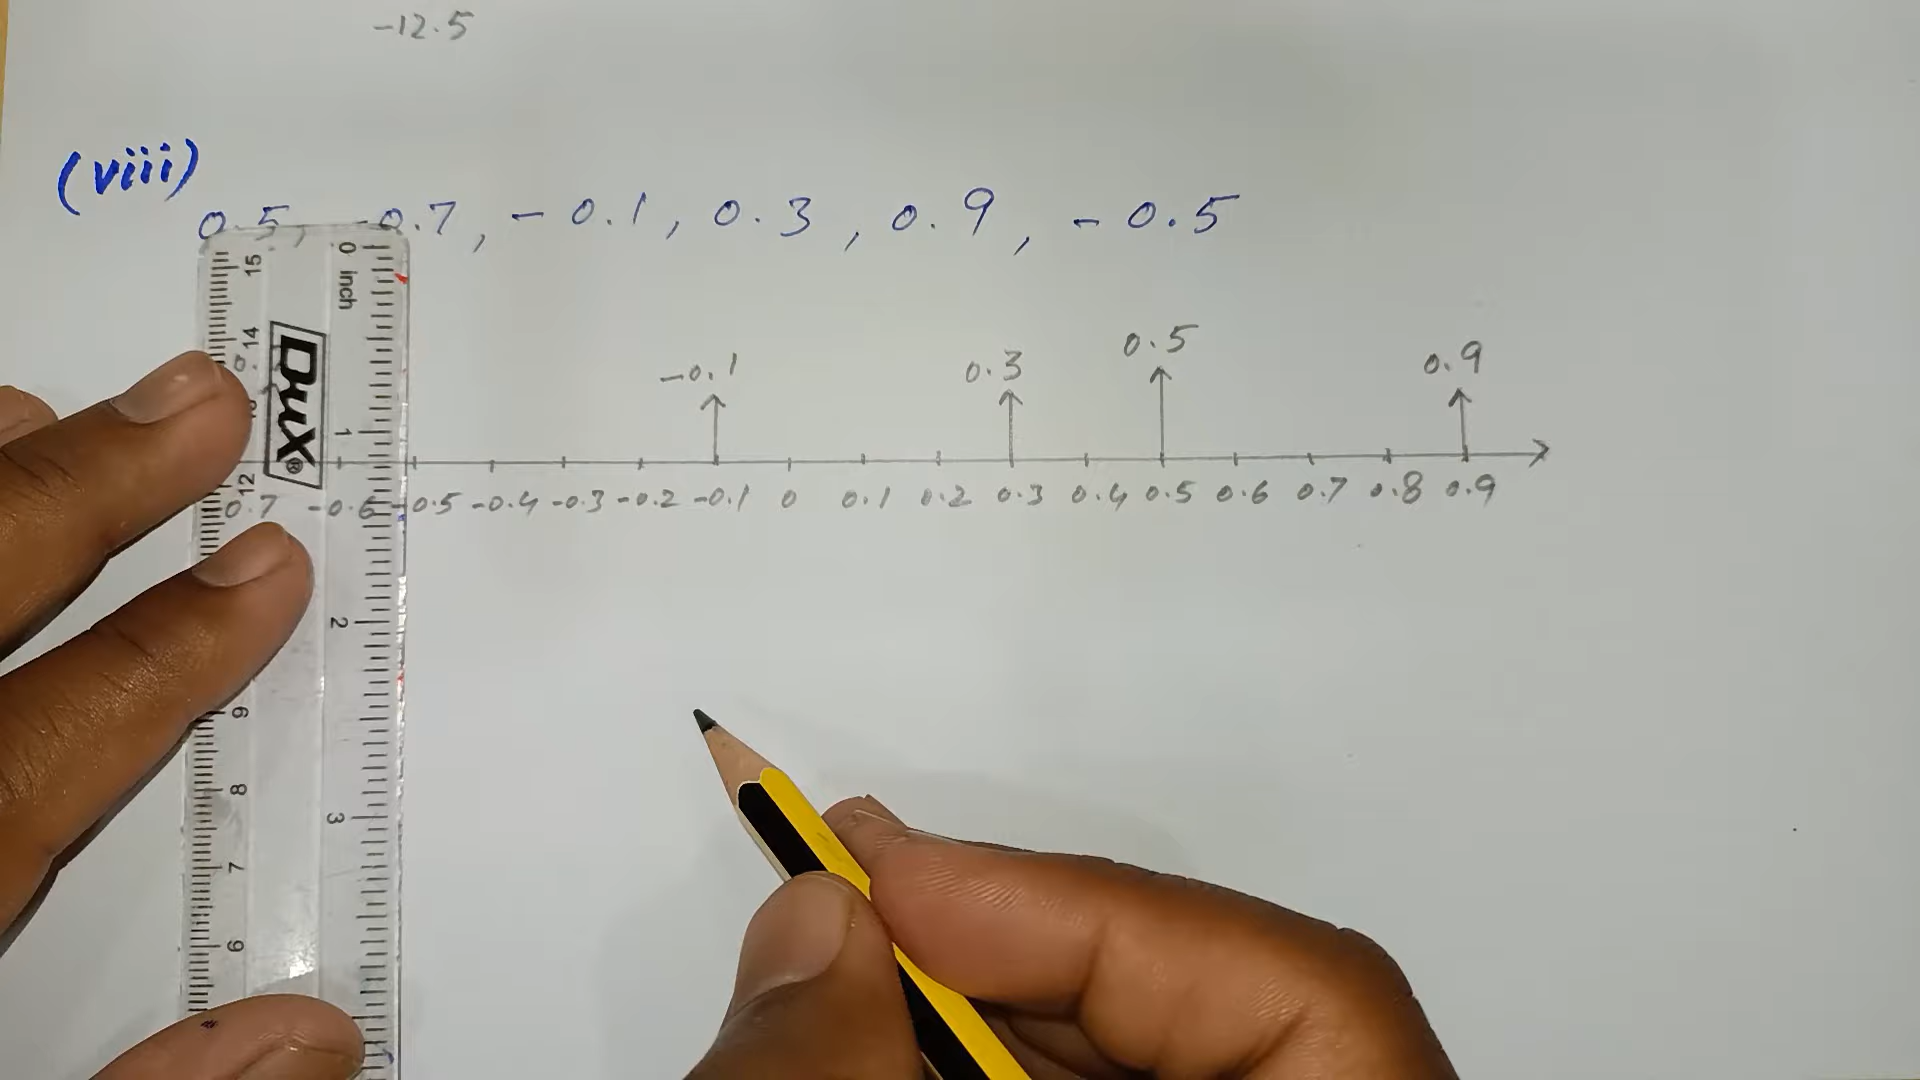 -12.5
(viii)
0.5, -0.7, -0.1, 0.3, 0.9, -0.5
-0.1 0.3 0.5 0.9
0.7 -0.6 -0.5 -0.4 -0.3 -0.2 -0.1 0 0.1 0.2 0.3 0.4 0.5 0.6 0.7 0.8 0.9
0 inch 1 2 3
DUX®
15 14 12 9 8 7 6